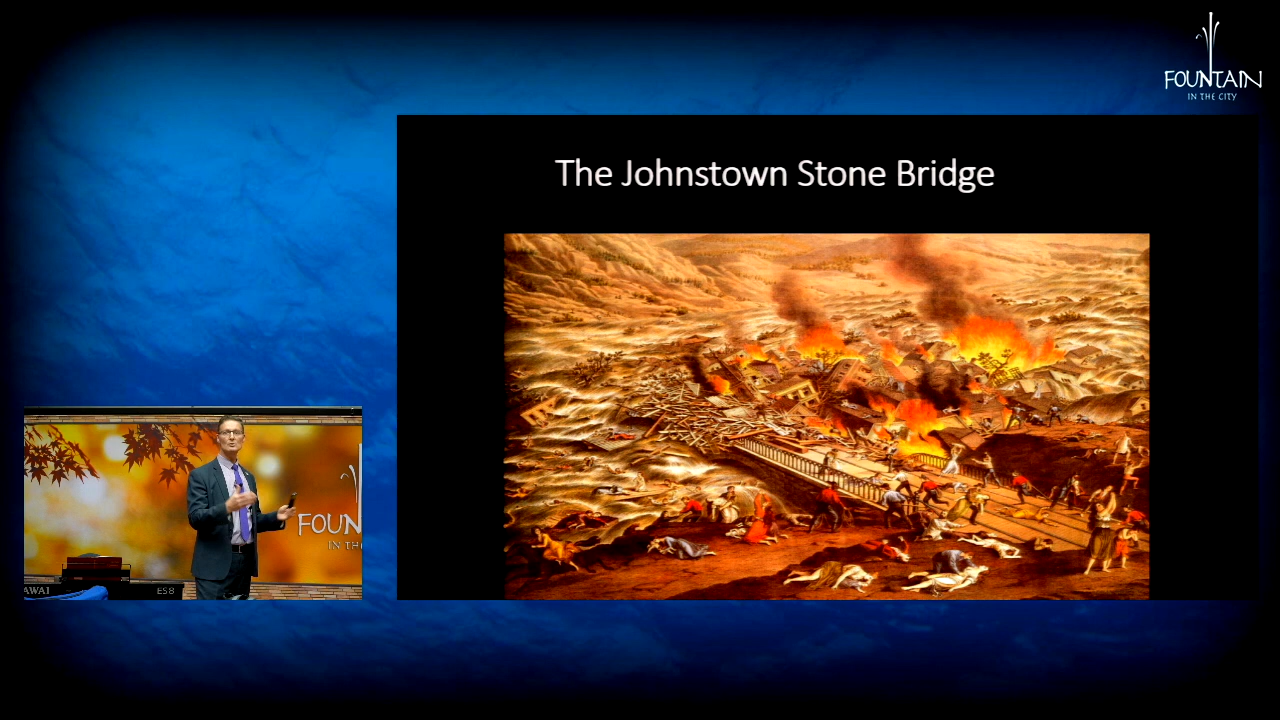 FOUNTAIN
IN THE CITY
The Johnstown Stone Bridge
FOUN
IN TH
AWAI
ES8